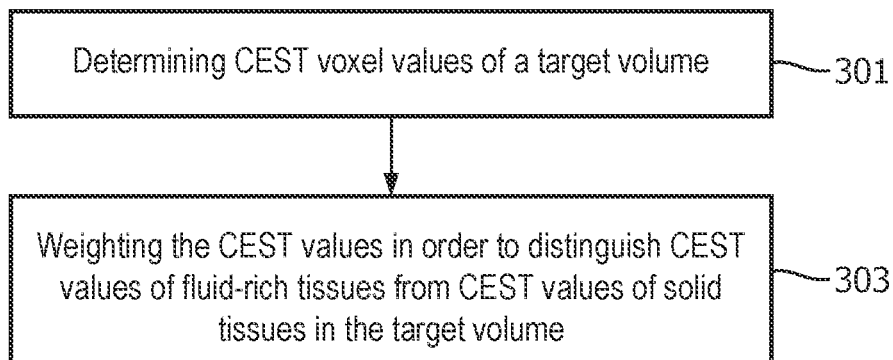 Determining CEST voxel values of a target volume
301
Weighting the CEST values in order to distinguish CEST
values of fluid-rich tissues from CEST values of solid
tissues in the target volume
303